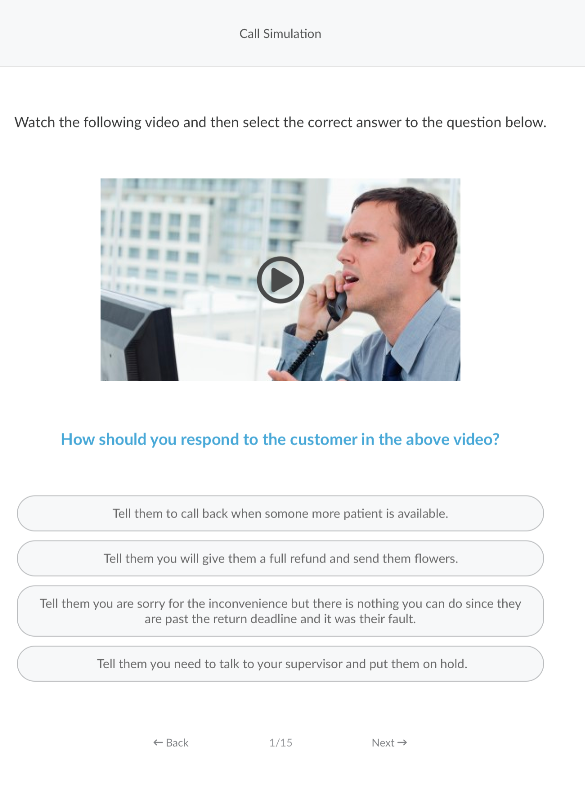 Call Simulation
Watch the following video and then select the correct answer to the question below.
How should you respond to the customer in the above video?
Tell them to call back when somone more patient is available.
Tell them you will give them a full refund and send them flowers.
Tell them you are sorry for the inconvenience but there is nothing you can do since they
are past the return deadline and it was their fault.
Tell them you need to talk to your supervisor and put them on hold.
← Back 1/15 Next →